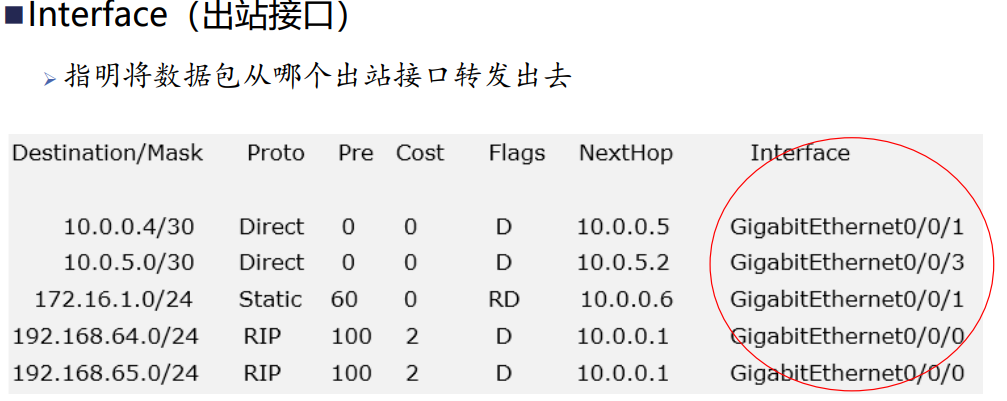 ■Interface（出站接口）
➢ 指明将数据包从哪个出站接口转发出去
Destination/Mask Proto Pre Cost Flags NextHop Interface
10.0.0.4/30 Direct 0 0 D 10.0.0.5 GigabitEthernet0/0/1
10.0.5.0/30 Direct 0 0 D 10.0.5.2 GigabitEthernet0/0/3
172.16.1.0/24 Static 60 0 RD 10.0.0.6 GigabitEthernet0/0/1
192.168.64.0/24 RIP 100 2 D 10.0.0.1 GigabitEthernet0/0/0
192.168.65.0/24 RIP 100 2 D 10.0.0.1 GigabitEthernet0/0/0